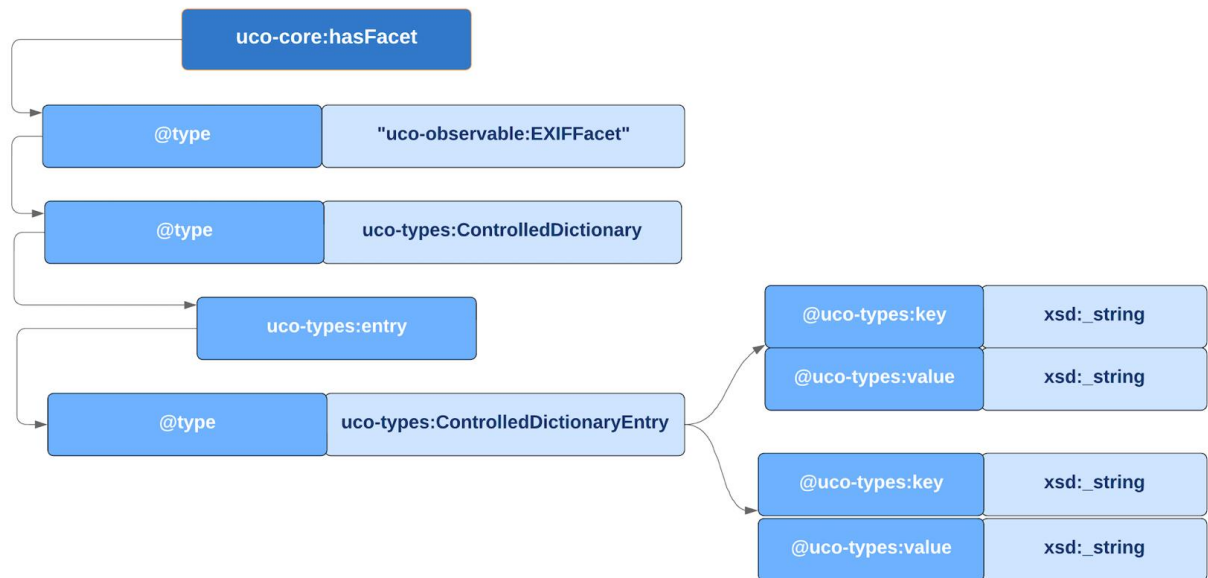 uco-core:hasFacet
@type "uco-observable:EXIFFacet"
@type uco-types:ControlledDictionary
uco-types:entry
@type uco-types:ControlledDictionaryEntry
@uco-types:key xsd:_string
@uco-types:value xsd:_string
@uco-types:key xsd:_string
@uco-types:value xsd:_string